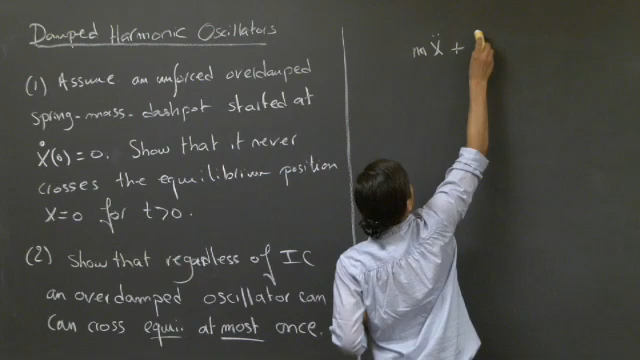 Damped Harmonic Oscillators
(1) Assume an unforced overdamped
spring-mass-dashpot started at
ẋ(0) = 0. Show that it never
crosses the equilibrium position
x=0 for t>0.
(2) Show that regardless of IC
an overdamped oscillator can
can cross equil. at most once.
mẍ +